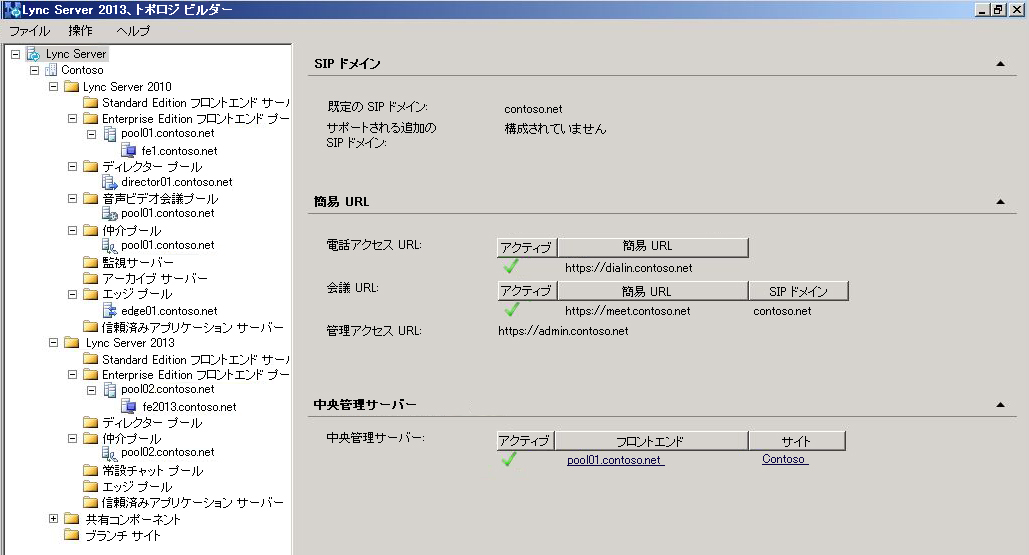 Lync Server 2013、トポロジ ビルダー
ファイル 操作 ヘルプ
Lync Server
Contoso
Lync Server 2010
Standard Edition フロントエンド サー
Enterprise Edition フロントエンド プー
pool01.contoso.net
fe1.contoso.net
ディレクター プール
director01.contoso.net
音声ビデオ会議プール
pool01.contoso.net
仲介プール
pool01.contoso.net
監視サーバー
アーカイブ サーバー
エッジ プール
edge01.contoso.net
信頼済みアプリケーション サーバー
Lync Server 2013
Standard Edition フロントエンド サー
Enterprise Edition フロントエンド プー
pool02.contoso.net
fe2013.contoso.net
ディレクター プール
仲介プール
pool02.contoso.net
常設チャット プール
エッジ プール
信頼済みアプリケーション サーバー
共有コンポーネント
ブランチ サイト
SIP ドメイン
既定の SIP ドメイン: contoso.net
サポートされる追加の 構成されていません
SIP ドメイン:
簡易 URL
電話アクセス URL: アクティブ 簡易 URL
https://dialin.contoso.net
会議 URL: アクティブ 簡易 URL SIP ドメイン
https://meet.contoso.net contoso.net
管理アクセス URL: https://admin.contoso.net
中央管理サーバー
中央管理サーバー: アクティブ フロントエンド サイト
pool01.contoso.net Contoso